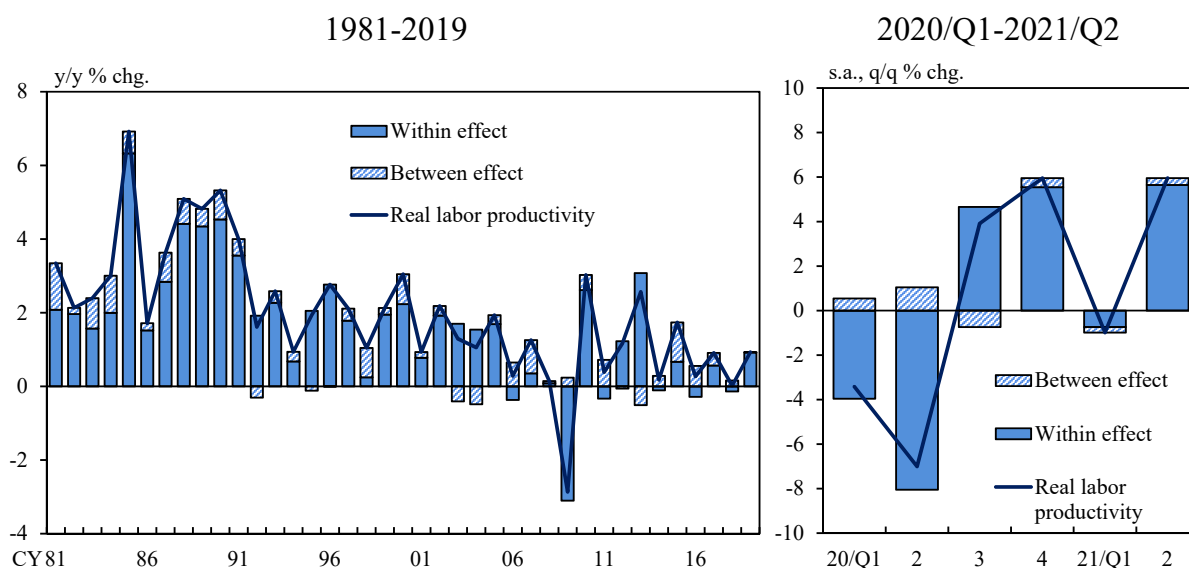 1981-2019
y/y % chg.
8
6
4
2
0
-2
-4
Within effect
Between effect
Real labor productivity
CY 81 86 91 96 01 06 11 16
2020/Q1-2021/Q2
s.a., q/q % chg.
10
8
6
4
2
0
-2
-4
-6
-8
-10
Between effect
Within effect
Real labor
productivity
20/Q1 2 3 4 21/Q1 2